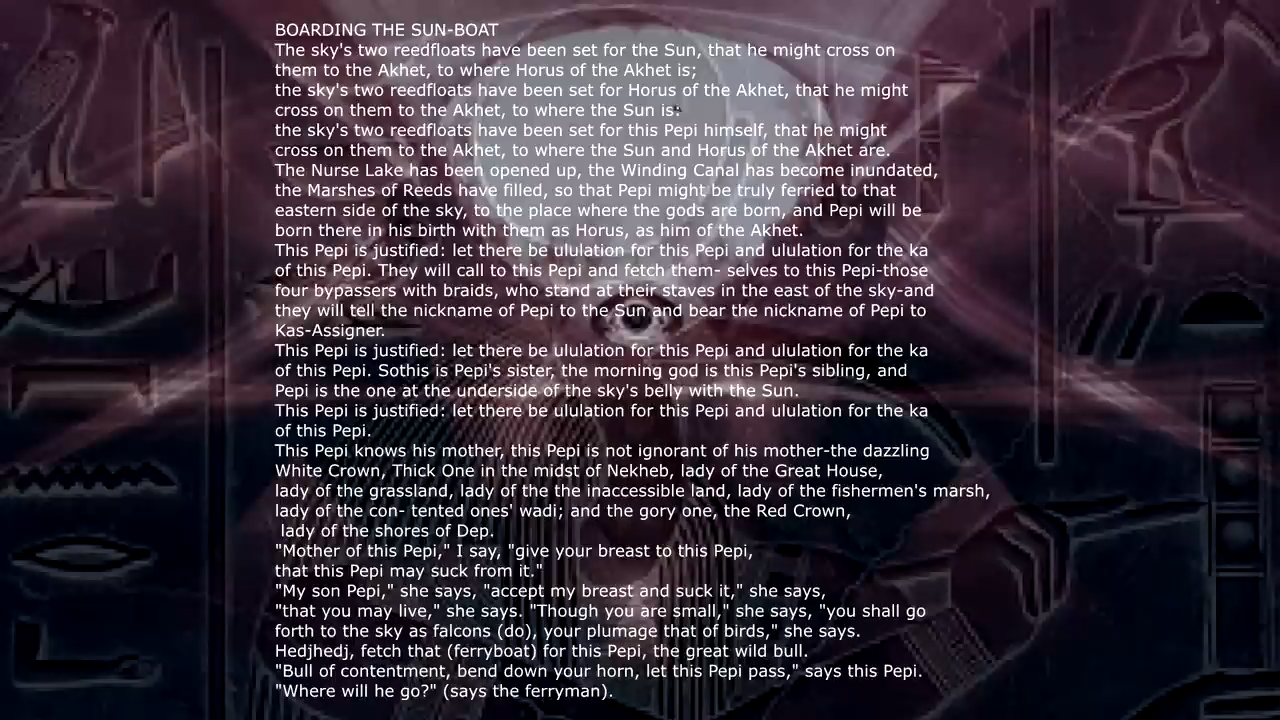 BOARDING THE SUN-BOAT
The sky's two reedfloats have been set for the Sun, that he might cross on
them to the Akhet, to where Horus of the Akhet is;
the sky's two reedfloats have been set for Horus of the Akhet, that he might
cross on them to the Akhet, to where the Sun is:
the sky's two reedfloats have been set for this Pepi himself, that he might
cross on them to the Akhet, to where the Sun and Horus of the Akhet are.
The Nurse Lake has been opened up, the Winding Canal has become inundated,
the Marshes of Reeds have filled, so that Pepi might be truly ferried to that
eastern side of the sky, to the place where the gods are born, and Pepi will be
born there in his birth with them as Horus, as him of the Akhet.
This Pepi is justified: let there be ululation for this Pepi and ululation for the ka
of this Pepi. They will call to this Pepi and fetch them- selves to this Pepi-those
four bypassers with braids, who stand at their staves in the east of the sky-and
they will tell the nickname of Pepi to the Sun and bear the nickname of Pepi to
Kas-Assigner.
This Pepi is justified: let there be ululation for this Pepi and ululation for the ka
of this Pepi. Sothis is Pepi's sister, the morning god is this Pepi's sibling, and
Pepi is the one at the underside of the sky's belly with the Sun.
This Pepi is justified: let there be ululation for this Pepi and ululation for the ka
of this Pepi.
This Pepi knows his mother, this Pepi is not ignorant of his mother-the dazzling
White Crown, Thick One in the midst of Nekheb, lady of the Great House,
lady of the grassland, lady of the the inaccessible land, lady of the fishermen's marsh,
lady of the con- tented ones' wadi; and the gory one, the Red Crown,
lady of the shores of Dep.
"Mother of this Pepi," I say, "give your breast to this Pepi,
that this Pepi may suck from it."
"My son Pepi," she says, "accept my breast and suck it," she says,
"that you may live," she says. "Though you are small," she says, "you shall go
forth to the sky as falcons (do), your plumage that of birds," she says.
Hedjhedj, fetch that (ferryboat) for this Pepi, the great wild bull.
"Bull of contentment, bend down your horn, let this Pepi pass," says this Pepi.
"Where will he go?" (says the ferryman).